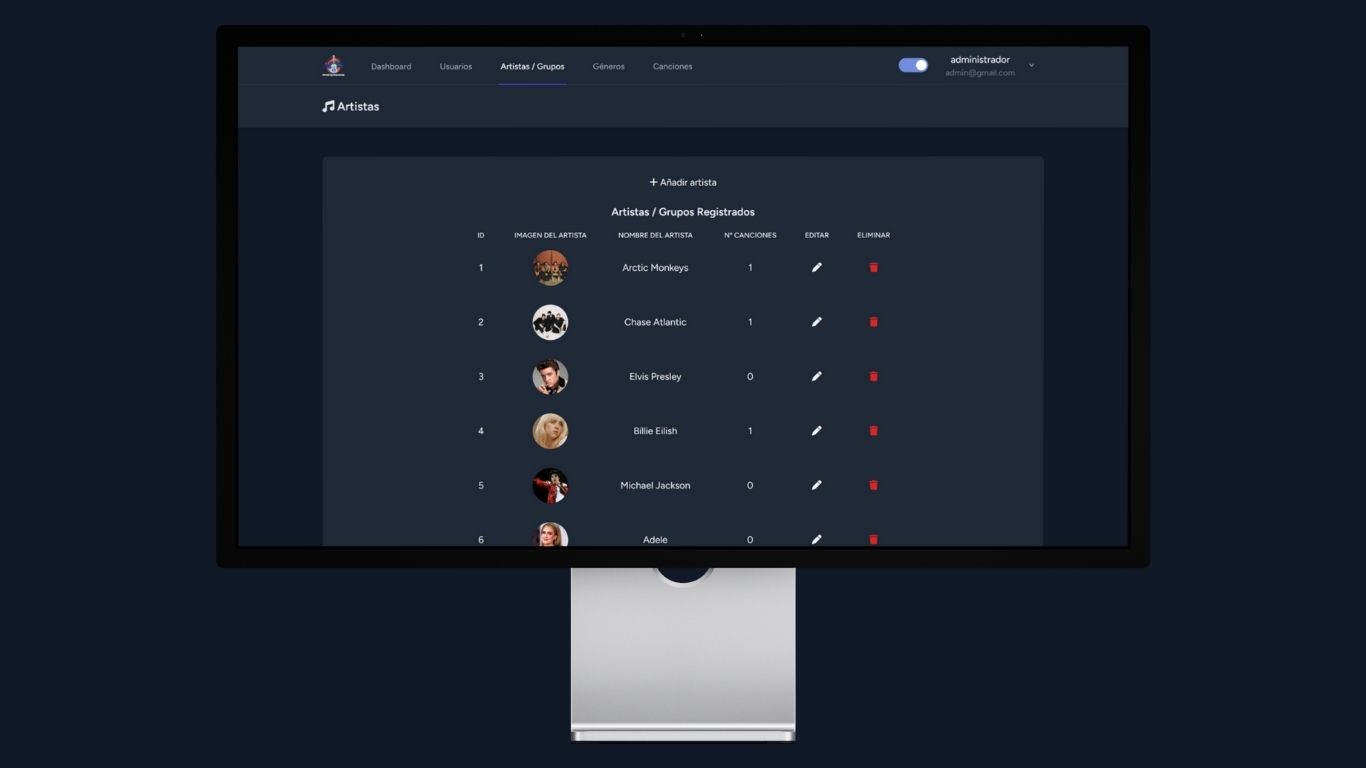 Dashboard Usuarios Artistas / Grupos Géneros Canciones administrador
admin@gmail.com
Artistas
+ Añadir artista
Artistas / Grupos Registrados
ID IMAGEN DEL ARTISTA NOMBRE DEL ARTISTA Nº CANCIONES EDITAR ELIMINAR
1 Arctic Monkeys 1
2 Chase Atlantic 1
3 Elvis Presley 0
4 Billie Eilish 1
5 Michael Jackson 0
6 Adele 0